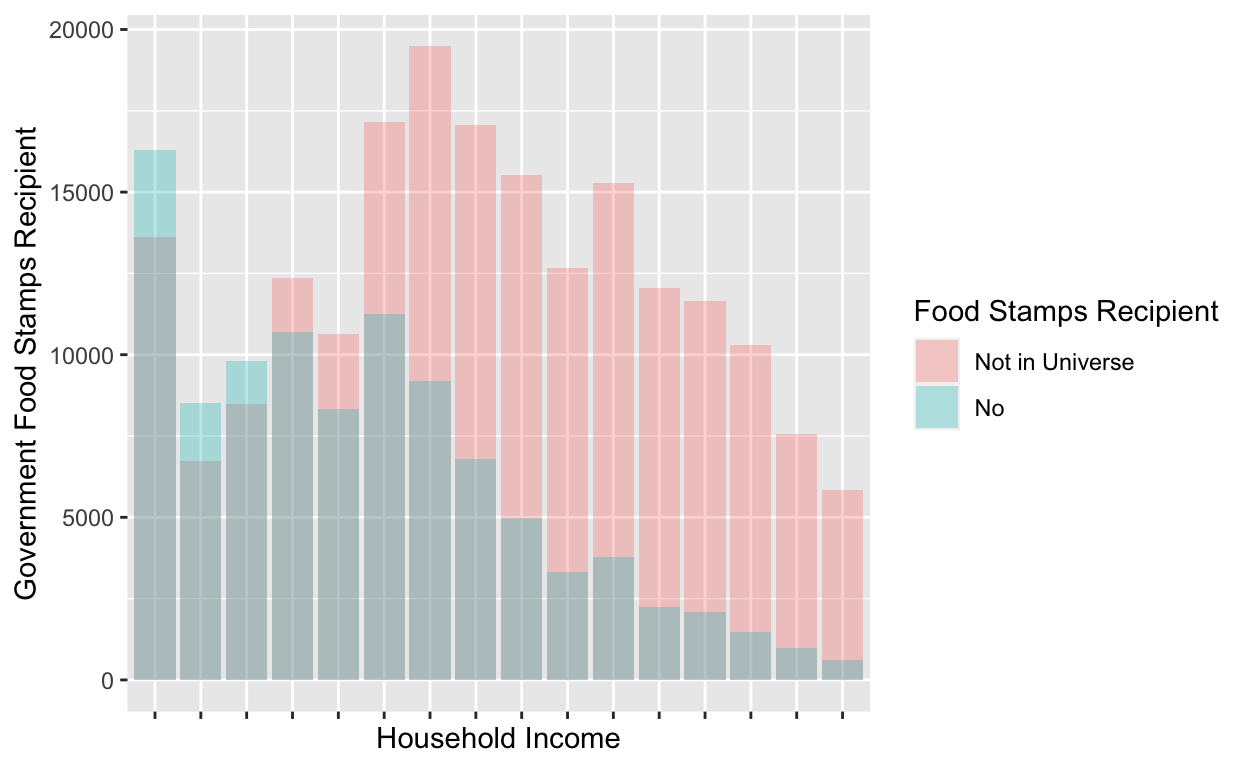 20000
15000
10000
5000
0
Government Food Stamps Recipient
Household Income
Food Stamps Recipient
Not in Universe
No